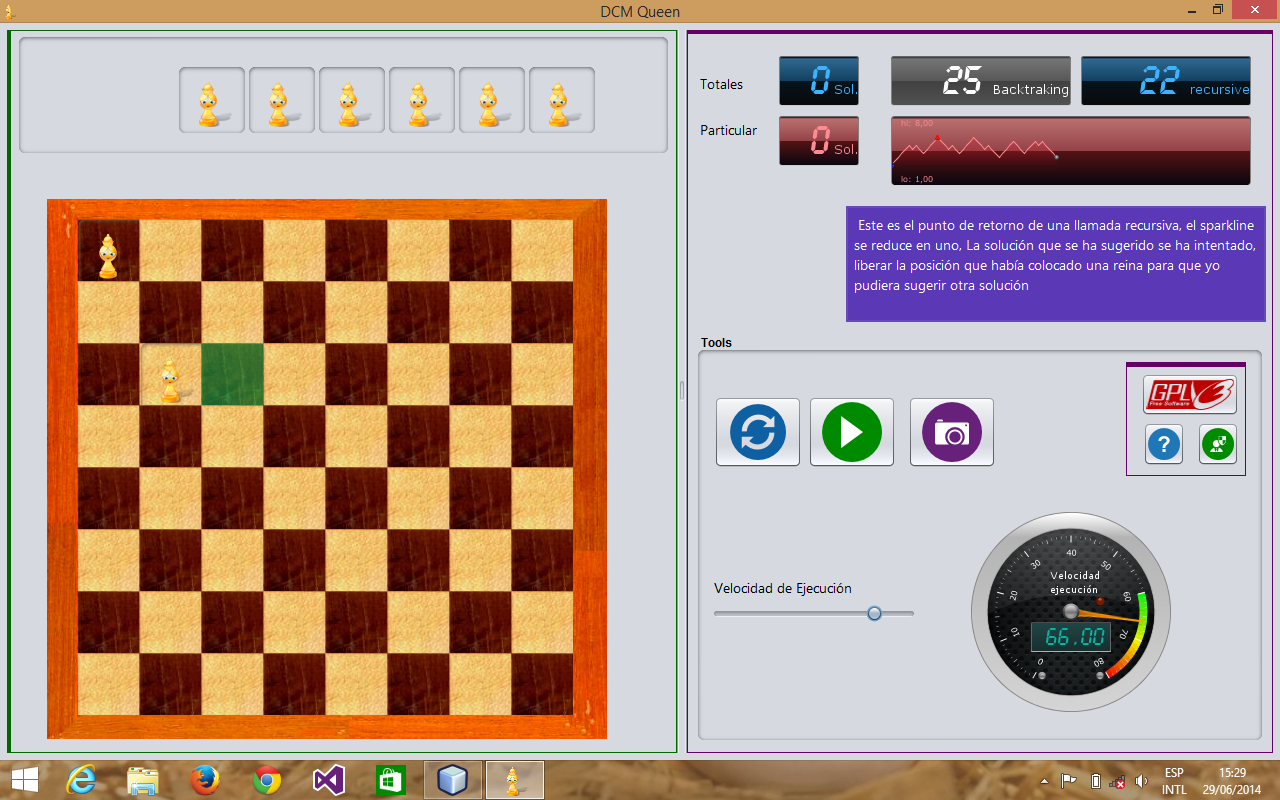 DCM Queen
Totales
0 Sol.
25 Backtraking
22 recursive
Particular
0 Sol.
hi: 8,00
lo: 1,00
Este es el punto de retorno de una llamada recursiva, el sparkline
se reduce en uno, La solución que se ha sugerido se ha intentado,
liberar la posición que había colocado una reina para que yo
pudiera sugerir otra solución
Tools
GPLv3
Free Software
?
Velocidad de Ejecución
Velocidad
ejecución
0
10
20
30
40
50
60
70
80
66.00
ESP
INTL
15:29
29/06/2014